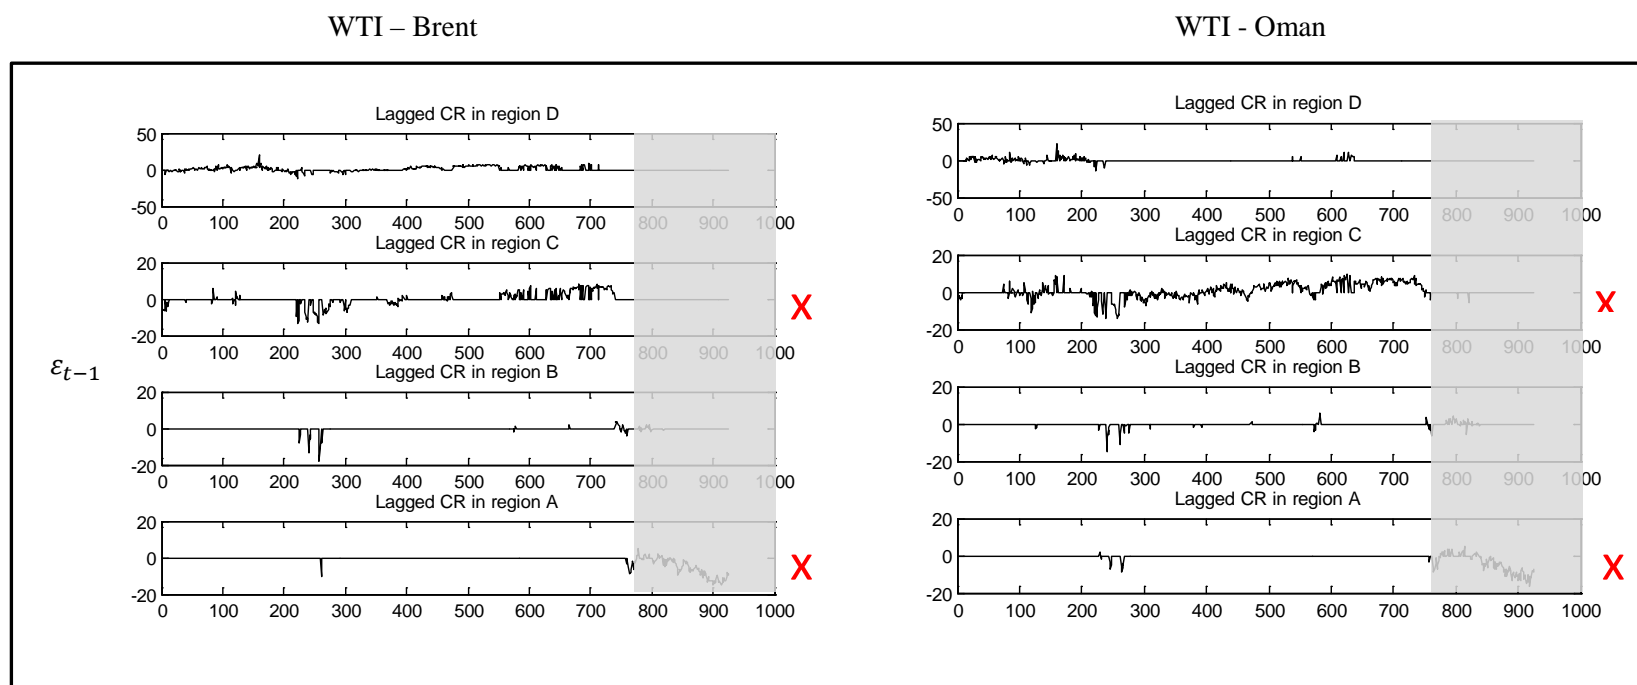 WTI – Brent
WTI - Oman
Lagged CR in region D
50
0
-50
0 100 200 300 400 500 600 700 800 900 1000
Lagged CR in region C
20
0
-20
0 100 200 300 400 500 600 700 800 900 1000
X
Lagged CR in region B
20
0
-20
0 100 200 300 400 500 600 700 800 900 1000
Lagged CR in region A
20
0
-20
0 100 200 300 400 500 600 700 800 900 1000
X
εt−1
Lagged CR in region D
50
0
-50
0 100 200 300 400 500 600 700 800 900 1000
Lagged CR in region C
20
0
-20
0 100 200 300 400 500 600 700 800 900 1000
X
Lagged CR in region B
20
0
-20
0 100 200 300 400 500 600 700 800 900 1000
Lagged CR in region A
20
0
-20
0 100 200 300 400 500 600 700 800 900 1000
X